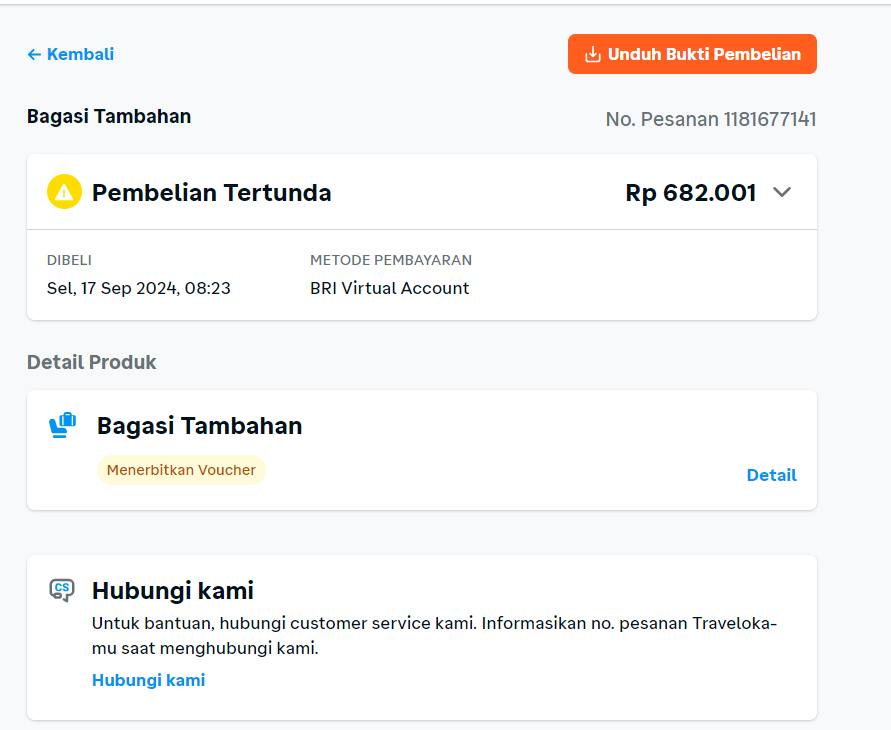 ← Kembali
Unduh Bukti Pembelian
Bagasi Tambahan
No. Pesanan 1181677141
Pembelian Tertunda
Rp 682.001
DIBELI
METODE PEMBAYARAN
Sel, 17 Sep 2024, 08:23
BRI Virtual Account
Detail Produk
Bagasi Tambahan
Menerbitkan Voucher
Detail
CS
Hubungi kami
Untuk bantuan, hubungi customer service kami. Informasikan no. pesanan Traveloka-
mu saat menghubungi kami.
Hubungi kami